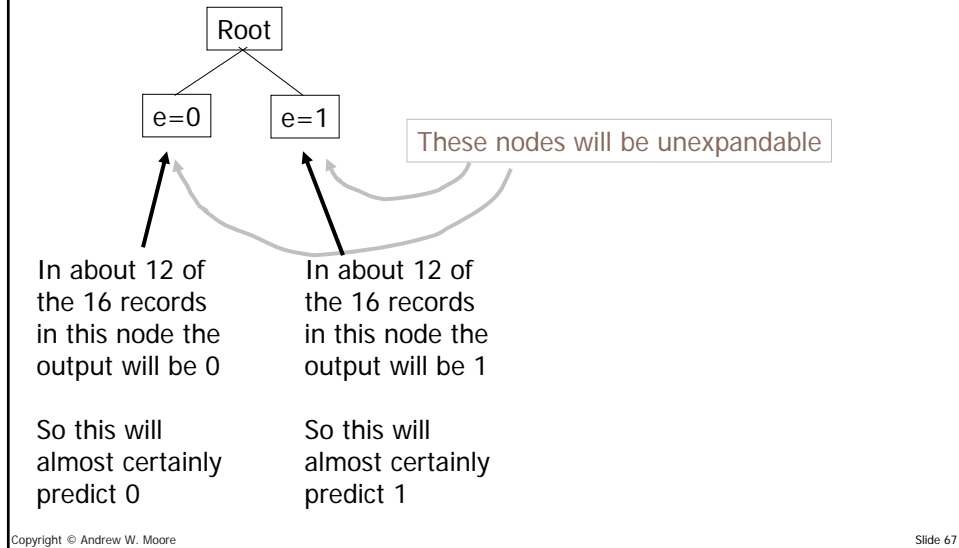 Root
e=0
e=1
These nodes will be unexpandable
In about 12 of
the 16 records
in this node the
output will be 0
So this will
almost certainly
predict 0
In about 12 of
the 16 records
in this node the
output will be 1
So this will
almost certainly
predict 1
Copyright © Andrew W. Moore
Slide 67